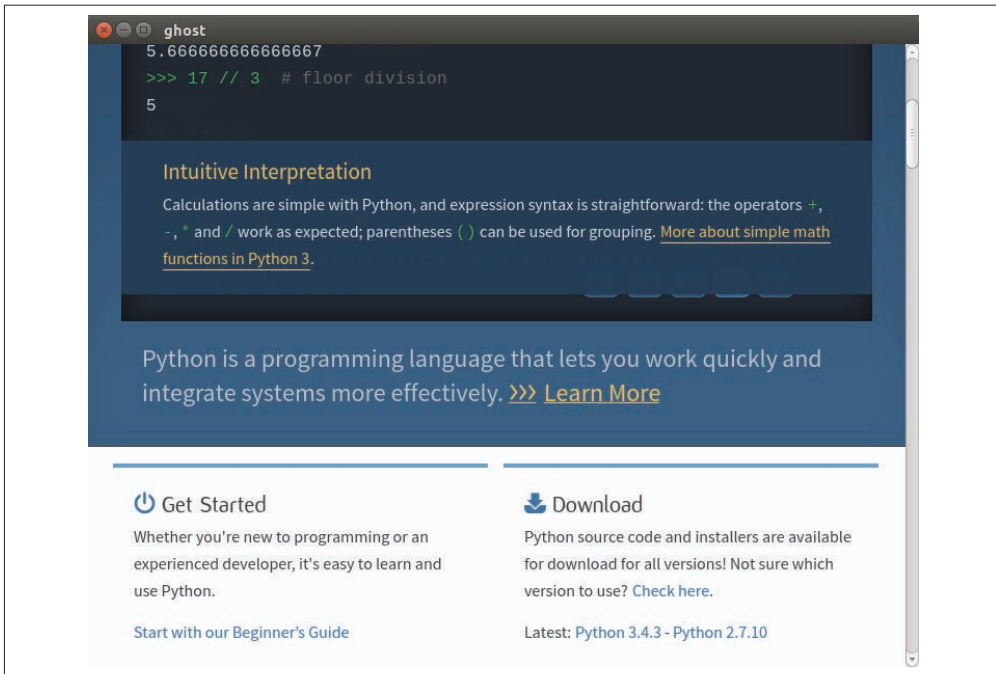 ghost
5.666666666666667
>>> 17 // 3  # floor division
5
Intuitive Interpretation
Calculations are simple with Python, and expression syntax is straightforward: the operators +,
-, * and / work as expected; parentheses () can be used for grouping. More about simple math
functions in Python 3.
Python is a programming language that lets you work quickly and
integrate systems more effectively. >>> Learn More
Get Started
Whether you're new to programming or an
experienced developer, it's easy to learn and
use Python.
Start with our Beginner's Guide
Download
Python source code and installers are available
for download for all versions! Not sure which
version to use? Check here.
Latest: Python 3.4.3 - Python 2.7.10